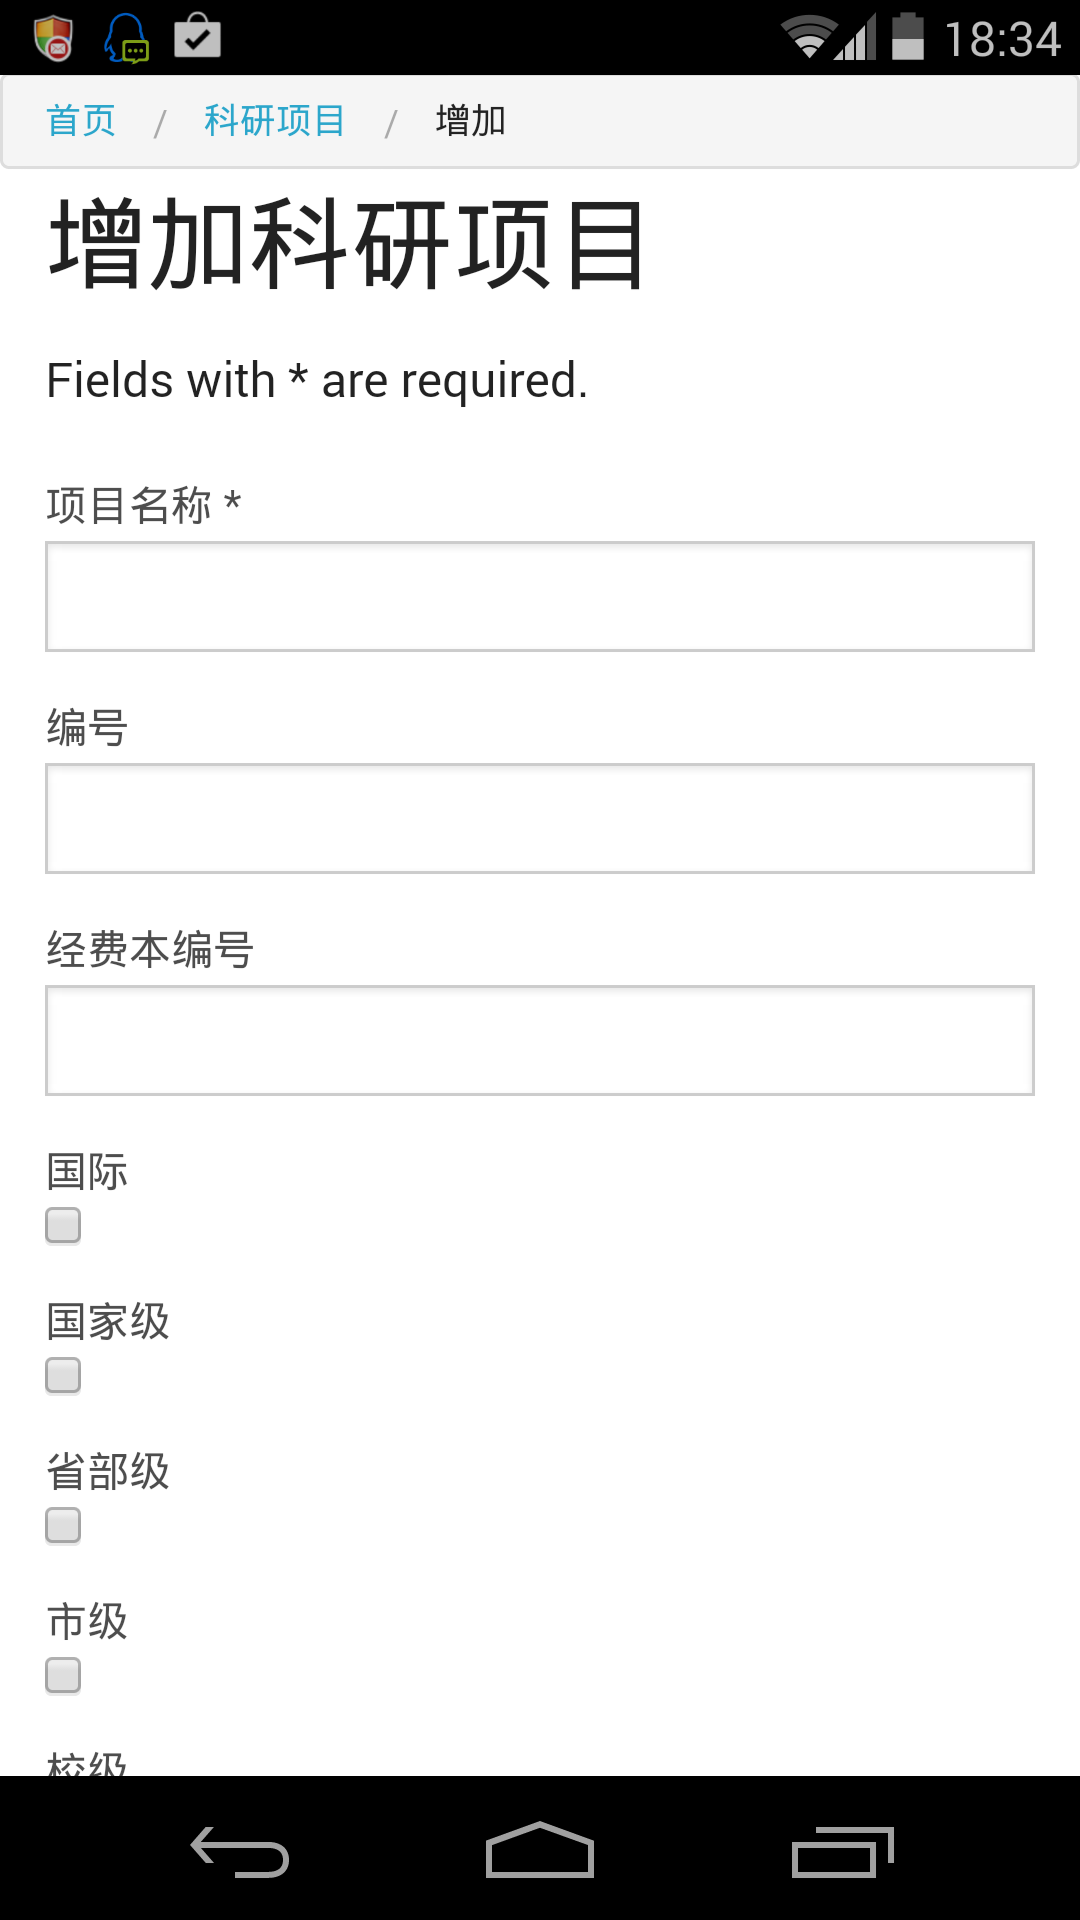 18:34
首页 / 科研项目 / 增加
增加科研项目
Fields with * are required.
项目名称 *
编号
经费本编号
国际
国家级
省部级
市级
校级